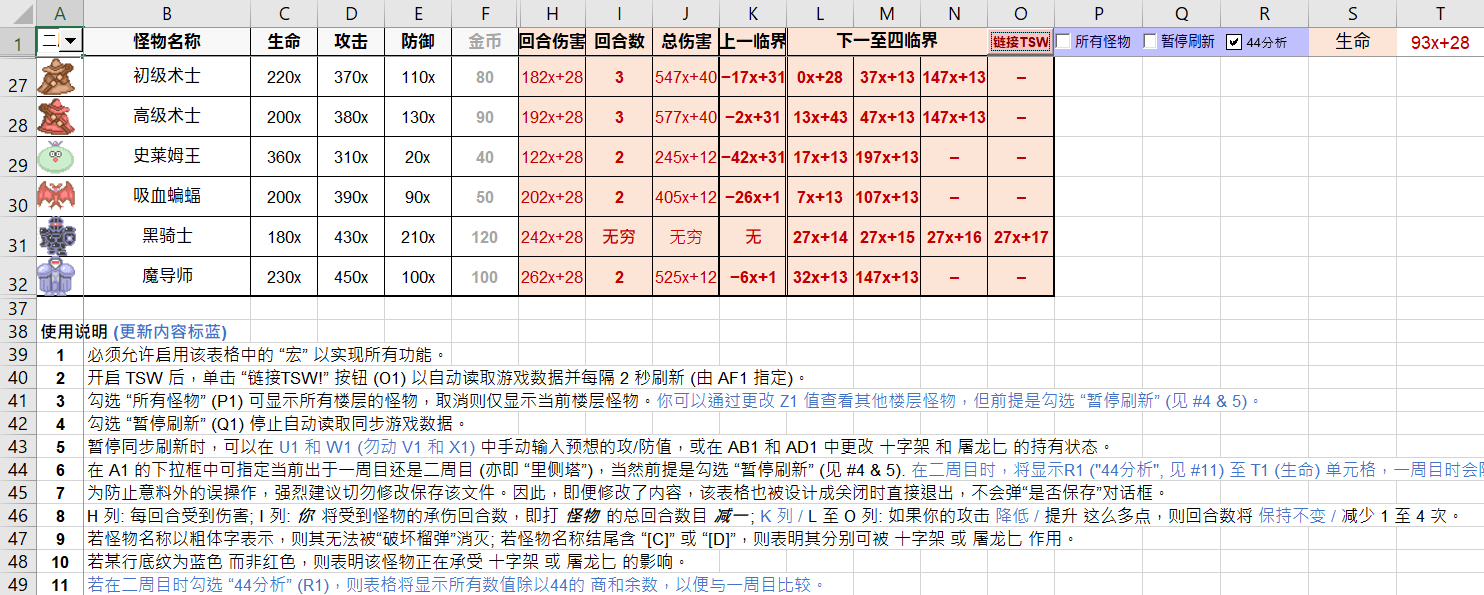 A B C D E F H I J K L M N O P Q R S T
1 二 怪物名称 生命 攻击 防御 金币 回合伤害 回合数 总伤害 上一临界 下一至四临界 链接TSW 所有怪物 暂停刷新 44分析 生命 93x+28
27 初级术士 220x 370x 110x 80 182x+28 3 547x+40 −17x+31 0x+28 37x+13 147x+13 –
28 高级术士 200x 380x 130x 90 192x+28 3 577x+40 −2x+31 13x+43 47x+13 147x+13 –
29 史莱姆王 360x 310x 20x 40 122x+28 2 245x+12 −42x+31 17x+13 197x+13 – –
30 吸血蝙蝠 200x 390x 90x 50 202x+28 2 405x+12 −26x+1 7x+13 107x+13 – –
31 黑骑士 180x 430x 210x 120 242x+28 无穷 无穷 无 27x+14 27x+15 27x+16 27x+17
32 魔导师 230x 450x 100x 100 262x+28 2 525x+12 −6x+1 32x+13 147x+13 – –
37
38 使用说明 (更新内容标蓝)
39 1 必须允许启用该表格中的 “宏” 以实现所有功能。
40 2 开启 TSW 后，单击 “链接TSW!” 按钮 (O1) 以自动读取游戏数据并每隔 2 秒刷新 (由 AF1 指定)。
41 3 勾选 “所有怪物” (P1) 可显示所有楼层的怪物，取消则仅显示当前楼层怪物。你可以通过更改 Z1 值查看其他楼层怪物，但前提是勾选 “暂停刷新” (见 #4 & 5)。
42 4 勾选 “暂停刷新” (Q1) 停止自动读取同步游戏数据。
43 5 暂停同步刷新时，可以在 U1 和 W1 (勿动 V1 和 X1) 中手动输入预想的攻/防值，或在 AB1 和 AD1 中更改 十字架 和 屠龙匕 的持有状态。
44 6 在 A1 的下拉框中可指定当前出于一周目还是二周目 (亦即 “里侧塔”)，当然前提是勾选 “暂停刷新” (见 #4 & 5). 在二周目时，将显示R1 ("44分析", 见 #11) 至 T1 (生命) 单元格，一周目时会
45 7 为防止意料外的误操作，强烈建议切勿修改保存该文件。因此，即便修改了内容，该表格也被设计成关闭时直接退出，不会弹“是否保存”对话框。
46 8 H 列: 每回合受到伤害; I 列: 你 将受到怪物的承伤回合数，即打 怪物 的总回合数目 减一; K 列 / L 至 O 列: 如果你的攻击 降低 / 提升 这么多点，则回合数将 保持不变 / 减少 1 至 4 次。
47 9 若怪物名称以粗体字表示，则其无法被“破坏榴弹”消灭; 若怪物名称结尾含 “[C]” 或 “[D]”，则表明其分别可被 十字架 或 屠龙匕 作用。
48 10 若某行底纹为蓝色 而非红色，则表明该怪物正在承受 十字架 或 屠龙匕 的影响。
49 11 若在二周目时勾选 “44分析” (R1)，则表格将显示所有数值除以44的 商和余数，以便与一周目比较。